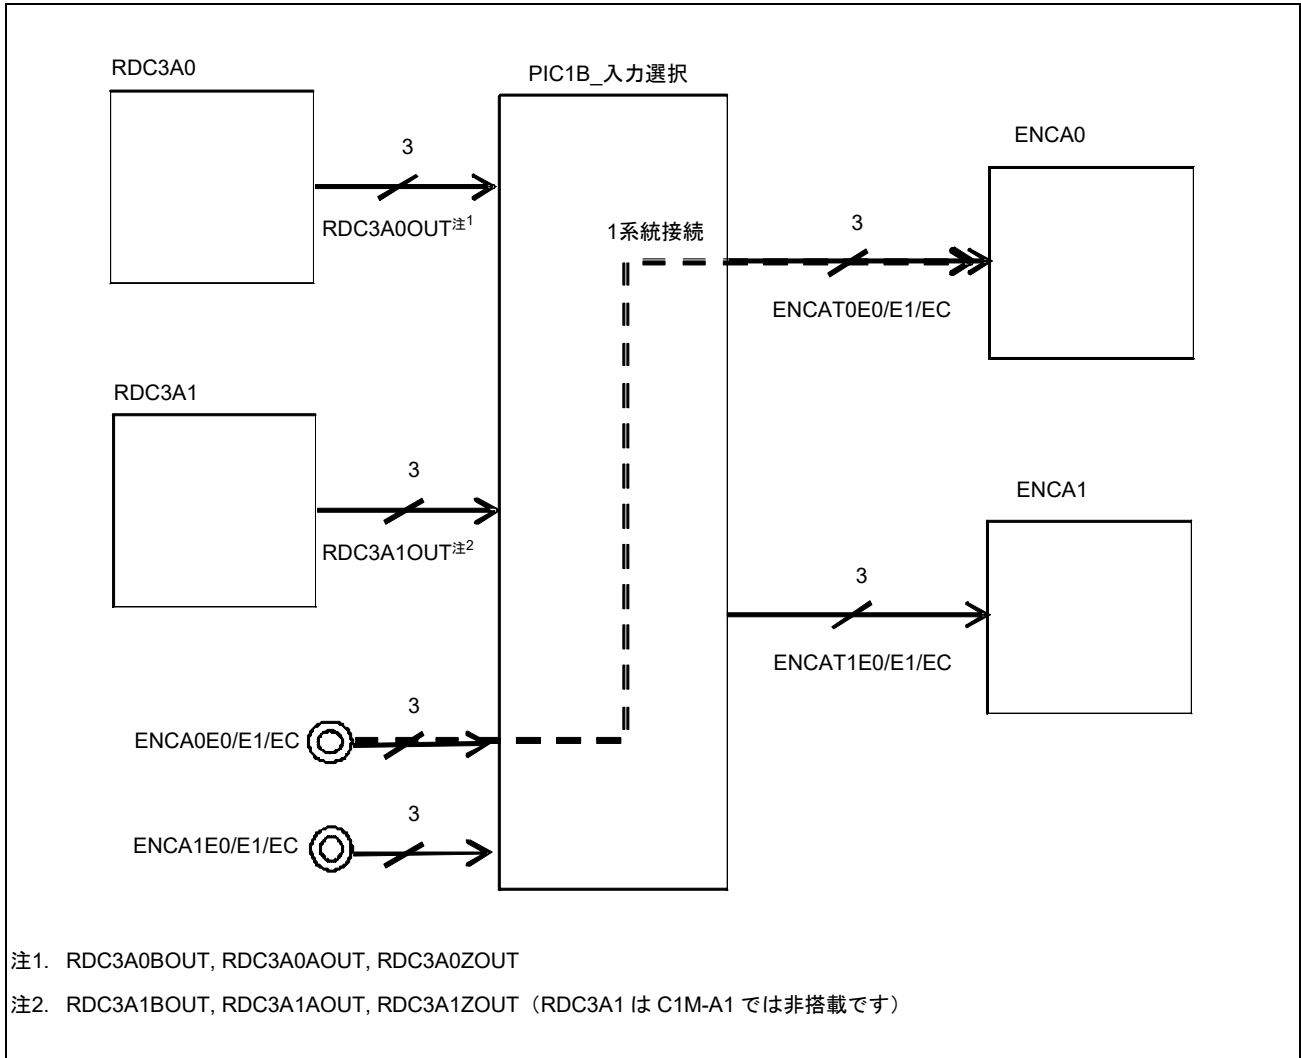 RDC3A0
PIC1B_入力選択
3
RDC3A0OUT注1
ENCA0
1系統接続
3
ENCAT0E0/E1/EC
RDC3A1
3
RDC3A1OUT注2
ENCA1
3
ENCAT1E0/E1/EC
3
ENCA0E0/E1/EC
3
ENCA1E0/E1/EC
注1. RDC3A0BOUT, RDC3A0AOUT, RDC3A0ZOUT
注2. RDC3A1BOUT, RDC3A1AOUT, RDC3A1ZOUT（RDC3A1 は C1M-A1 では非搭載です）